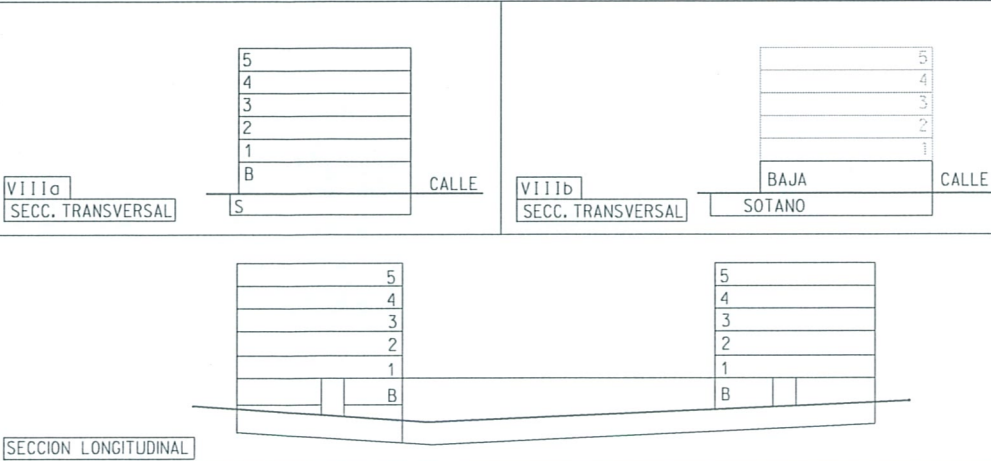 5
4
3
2
1
B
CALLE
S
VIIIa
SECC. TRANSVERSAL
5
4
3
2
1
BAJA
CALLE
SOTANO
VIIIb
SECC. TRANSVERSAL
5
4
3
2
1
B
5
4
3
2
1
B
SECCION LONGITUDINAL